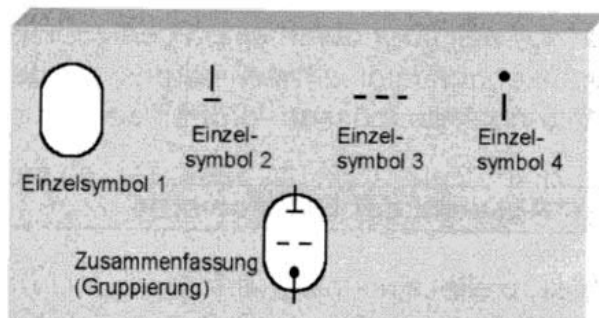 Einzelsymbol 1
Einzel-
symbol 2
Einzel-
symbol 3
Einzel-
symbol 4
Zusammenfassung
(Gruppierung)